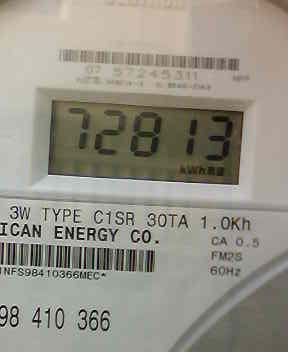 07 57245311
72813
kWh
3W TYPE C1SR 30TA 1.0Kh
ICAN ENERGY CO.
CA 0.5
FM2S
60Hz
INFS98410366MEC*
98 410 366